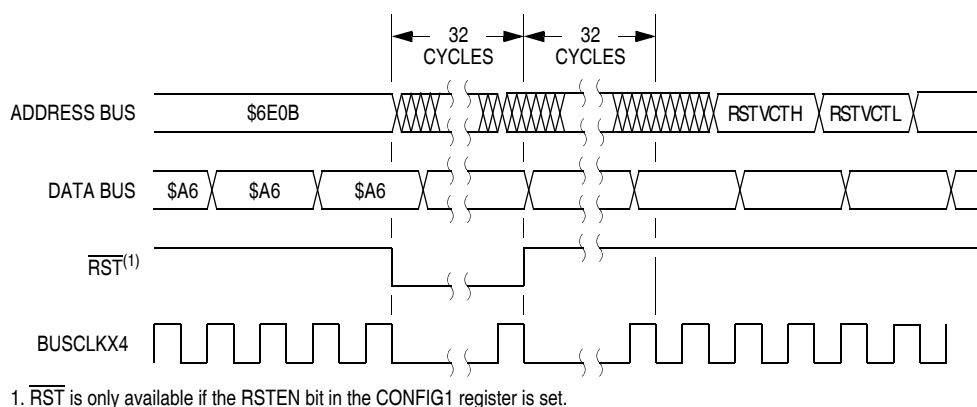 32
CYCLES
32
CYCLES
ADDRESS BUS
$6E0B
RSTVCTH
RSTVCTL
DATA BUS
$A6
$A6
$A6
RST(1)
BUSCLKX4
1. RST is only available if the RSTEN bit in the CONFIG1 register is set.